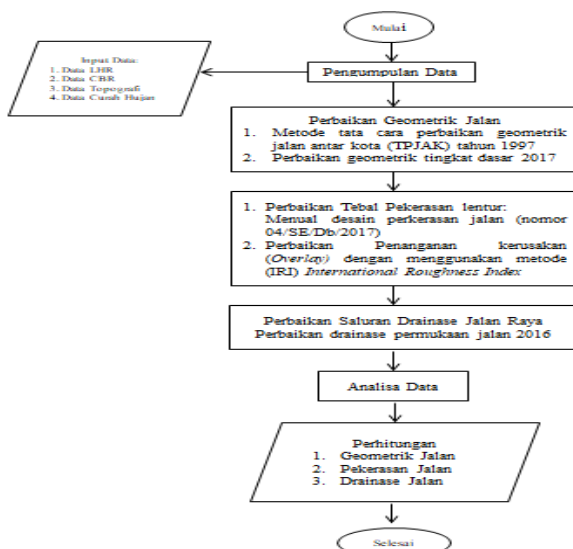 Mulai
Input Data:
1. Data LHR
2. Data CBR
3. Data Topografi
4. Data Curah Hujan
Pengumpulan Data
Perbaikan Geometrik Jalan
1. Metode tata cara perbaikan geometrik
jalan antar kota (TPJAK) tahun 1997
2. Perbaikan geometrik tingkat dasar 2017
1. Perbaikan Tebal Pekerasan lentur:
Menual desain perkerasan jalan (nomor
04/SE/Db/2017)
2. Perbaikan Penanganan kerusakan
(Overlay) dengan menggunakan metode
(IRI) International Roughness Index
Perbaikan Saluran Drainase Jalan Raya
Perbaikan drainase permukaan jalan 2016
Analisa Data
Perhitungan
1. Geometrik Jalan
2. Pekerasan Jalan
3. Drainase Jalan
Selesai